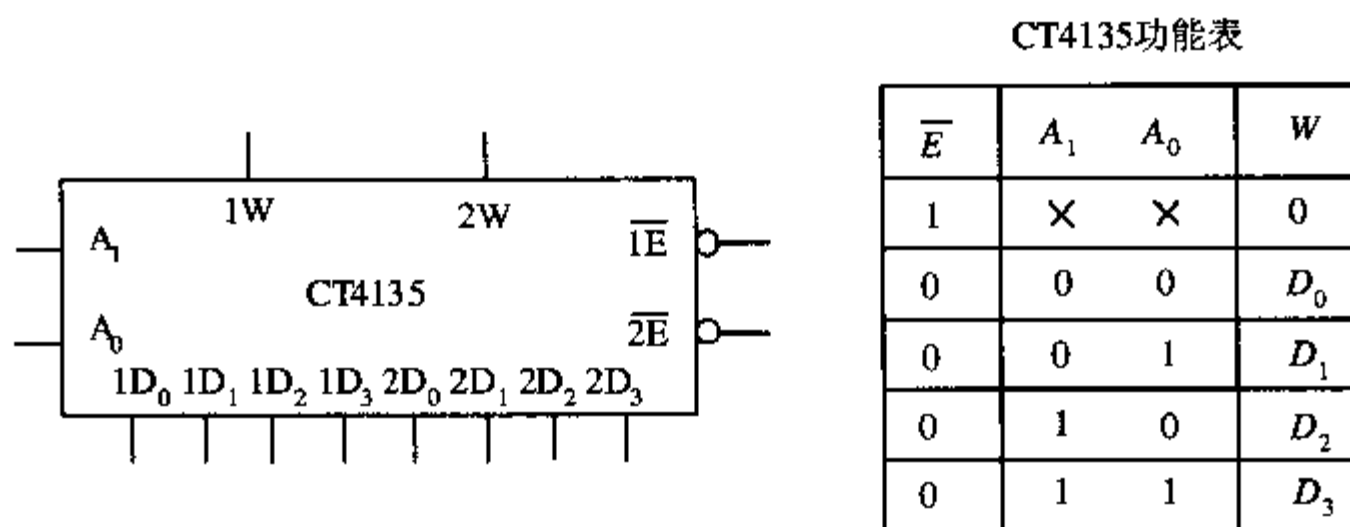 CT4135功能表
1W 2W
A₁ 1E̅
CT4135
A₀ 2E̅
1D₀ 1D₁ 1D₂ 1D₃ 2D₀ 2D₁ 2D₂ 2D₃
E̅ A₁ A₀ W
1 × × 0
0 0 0 D₀
0 0 1 D₁
0 1 0 D₂
0 1 1 D₃